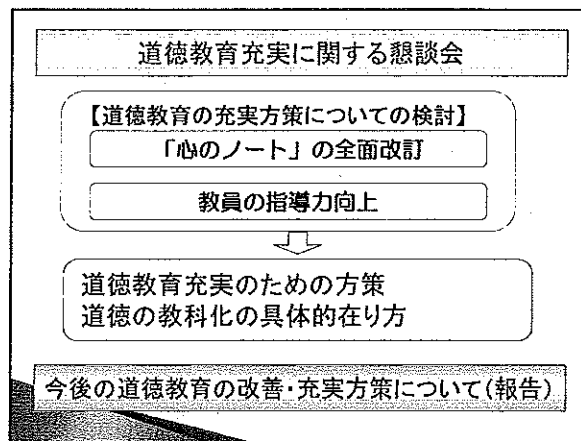 道徳教育充実に関する懇談会
【道徳教育の充実方策についての検討】
「心のノート」の全面改訂
教員の指導力向上
道徳教育充実のための方策
道徳の教科化の具体的在り方
今後の道徳教育の改善・充実方策について(報告)